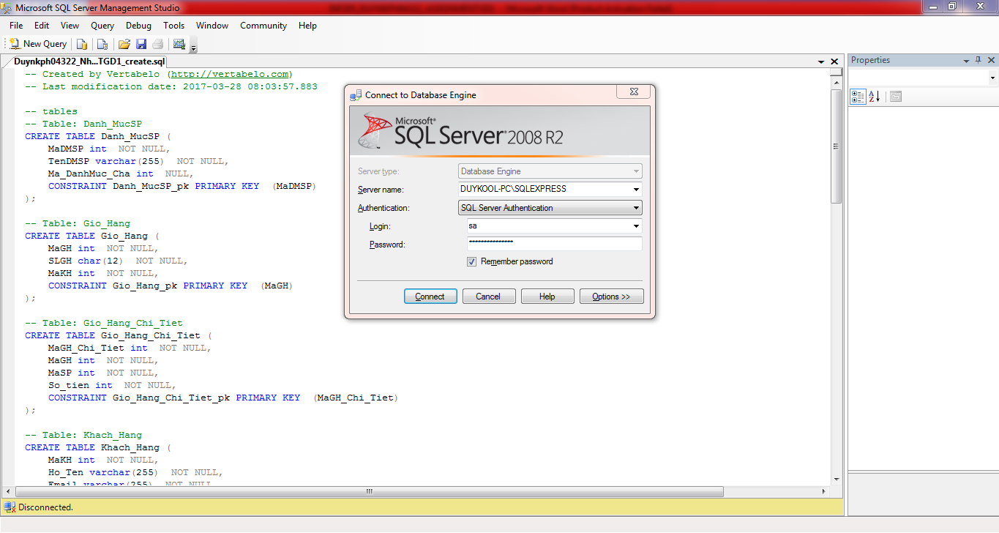 Microsoft SQL Server Management Studio
File Edit View Query Debug Tools Window Community Help
New Query
Duynkph04322_Nh...TGD1_create.sql
-- Created by Vertabelo (http://vertabelo.com)
-- Last modification date: 2017-03-28 08:03:57.883
-- tables
-- Table: Danh_MucSP
CREATE TABLE Danh_MucSP (
MaDMSP int NOT NULL,
TenDMSP varchar(255) NOT NULL,
Ma_DanhMuc_Cha int NULL,
CONSTRAINT Danh_MucSP_pk PRIMARY KEY (MaDMSP)
);
-- Table: Gio_Hang
CREATE TABLE Gio_Hang (
MaGH int NOT NULL,
SLGH char(12) NOT NULL,
MaKH int NOT NULL,
CONSTRAINT Gio_Hang_pk PRIMARY KEY (MaGH)
);
-- Table: Gio_Hang_Chi_Tiet
CREATE TABLE Gio_Hang_Chi_Tiet (
MaGH_Chi_Tiet int NOT NULL,
MaGH int NOT NULL,
MaSP int NOT NULL,
So_tien int NOT NULL,
CONSTRAINT Gio_Hang_Chi_Tiet_pk PRIMARY KEY (MaGH_Chi_Tiet)
);
-- Table: Khach_Hang
CREATE TABLE Khach_Hang (
MaKH int NOT NULL,
Ho_Ten varchar(255) NOT NULL,
Email varchar(255) NOT NULL
Disconnected.
Connect to Database Engine
Microsoft®
SQL Server® 2008 R2
Server type: Database Engine
Server name: DUYKOOL-PC\SQLEXPRESS
Authentication: SQL Server Authentication
Login: sa
Password: ***************
Remember password
Connect Cancel Help Options >>
Properties